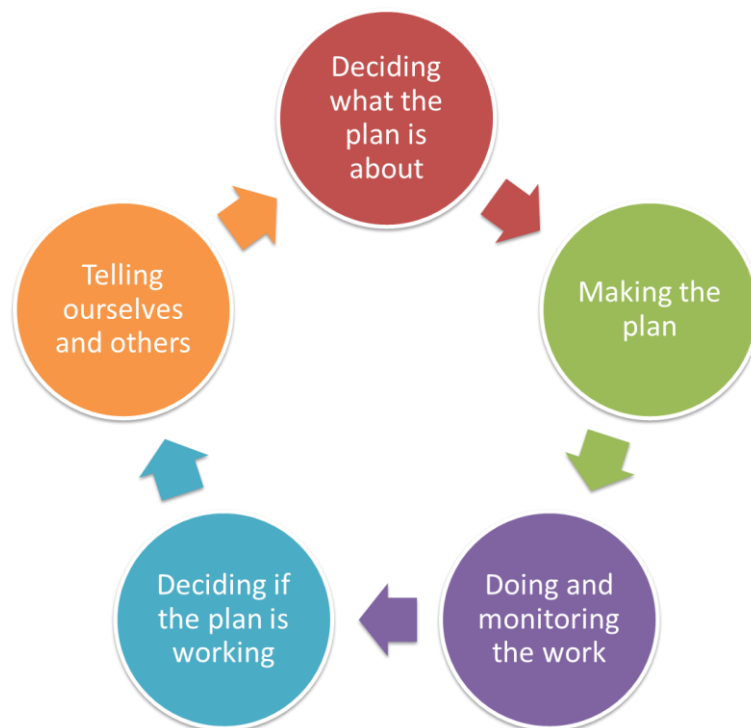 Deciding
what the
plan is
about
Making the
plan
Doing and
monitoring
the work
Deciding if
the plan is
working
Telling
ourselves
and others